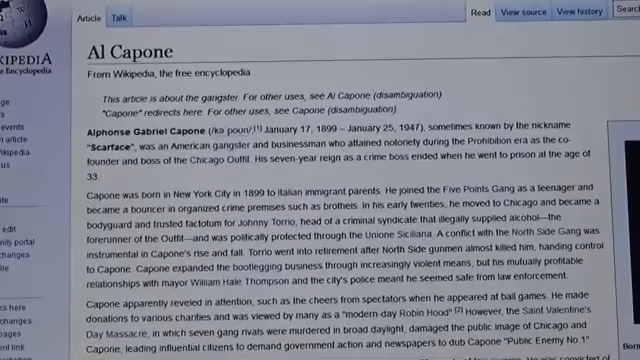 WIKIPEDIA
The Free Encyclopedia
Article Talk Read View source View history Search
Al Capone
From Wikipedia, the free encyclopedia
This article is about the gangster. For other uses, see Al Capone (disambiguation)
"Capone" redirects here. For other uses, see Capone (disambiguation).
Alphonse Gabriel Capone (/kəˈpoʊn/[1] January 17, 1899 – January 25, 1947), sometimes known by the nickname
"Scarface", was an American gangster and businessman who attained notoriety during the Prohibition era as the co-
founder and boss of the Chicago Outfit. His seven-year reign as a crime boss ended when he went to prison at the age of
33.
Capone was born in New York City in 1899 to Italian immigrant parents. He joined the Five Points Gang as a teenager and
became a bouncer in organized crime premises such as brothels. In his early twenties, he moved to Chicago and became a
bodyguard and trusted factotum for Johnny Torrio, head of a criminal syndicate that illegally supplied alcohol—the
forerunner of the Outfit—and was politically protected through the Unione Siciliana. A conflict with the North Side Gang was
instrumental in Capone's rise and fall. Torrio went into retirement after North Side gunmen almost killed him, handing control
to Capone. Capone expanded the bootlegging business through increasingly violent means, but his mutually profitable
relationships with mayor William Hale Thompson and the city's police meant he seemed safe from law enforcement.
Capone apparently reveled in attention, such as the cheers from spectators when he appeared at ball games. He made
donations to various charities and was viewed by many as a "modern-day Robin Hood".[2] However, the Saint Valentine's
Day Massacre, in which seven gang rivals were murdered in broad daylight, damaged the public image of Chicago and
Capone, leading influential citizens to demand government action and newspapers to dub Capone "Public Enemy No.1"
He was convicted of
Born
events
edit